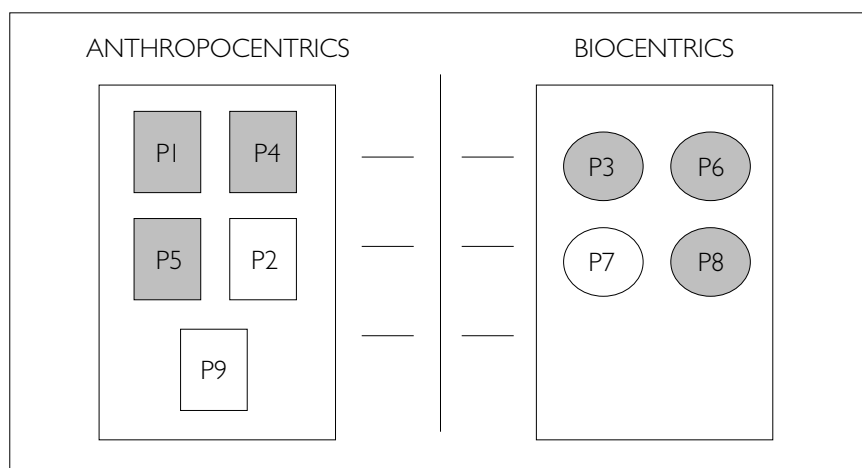 ANTHROPOCENTRICS BIOCENTRICS
P1 P4 P3 P6
P5 P2 P7 P8
P9